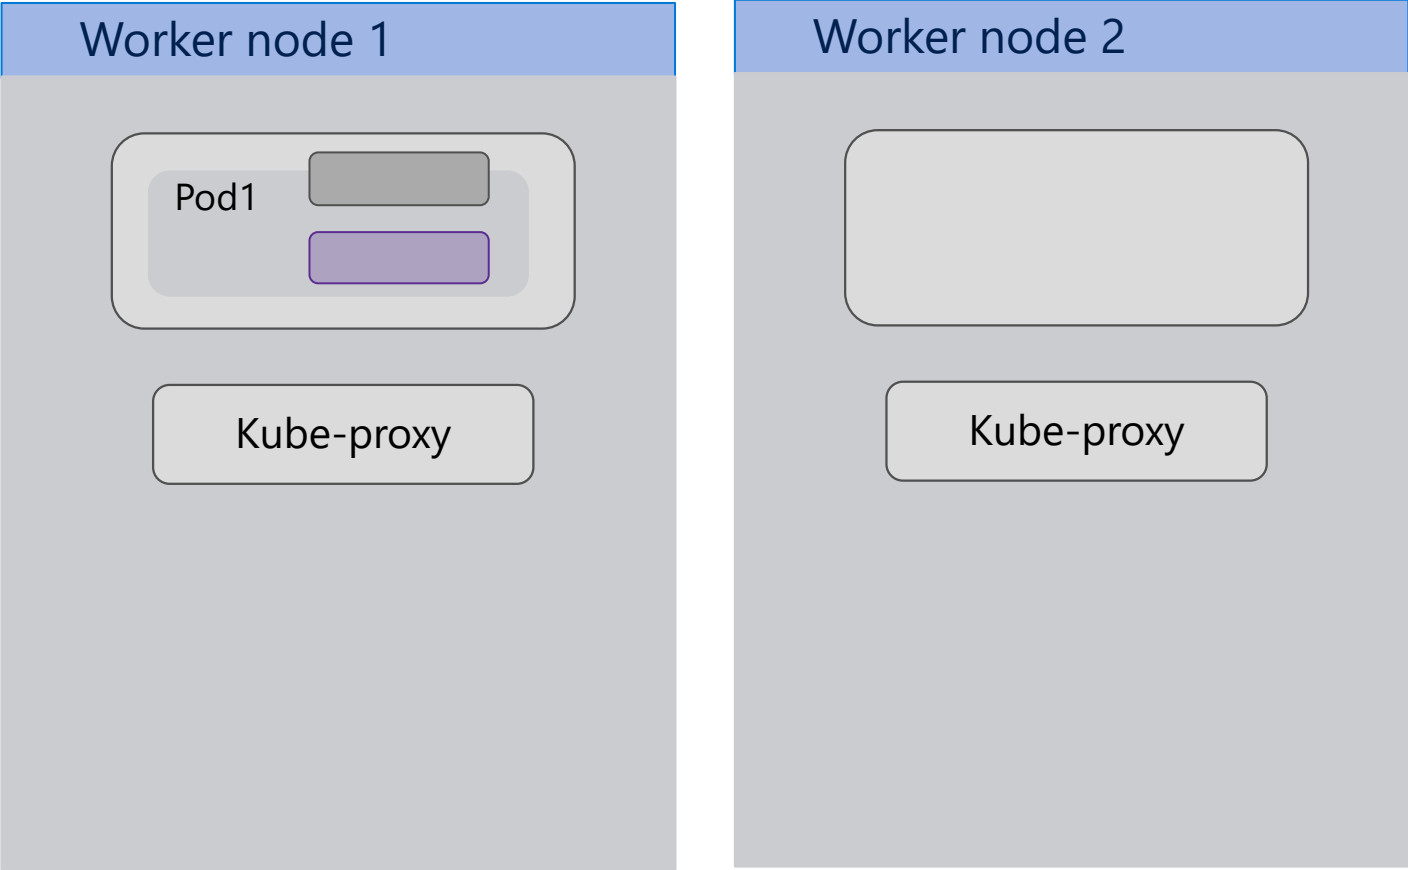 Worker node 1
Pod1
Kube-proxy
Worker node 2
Kube-proxy